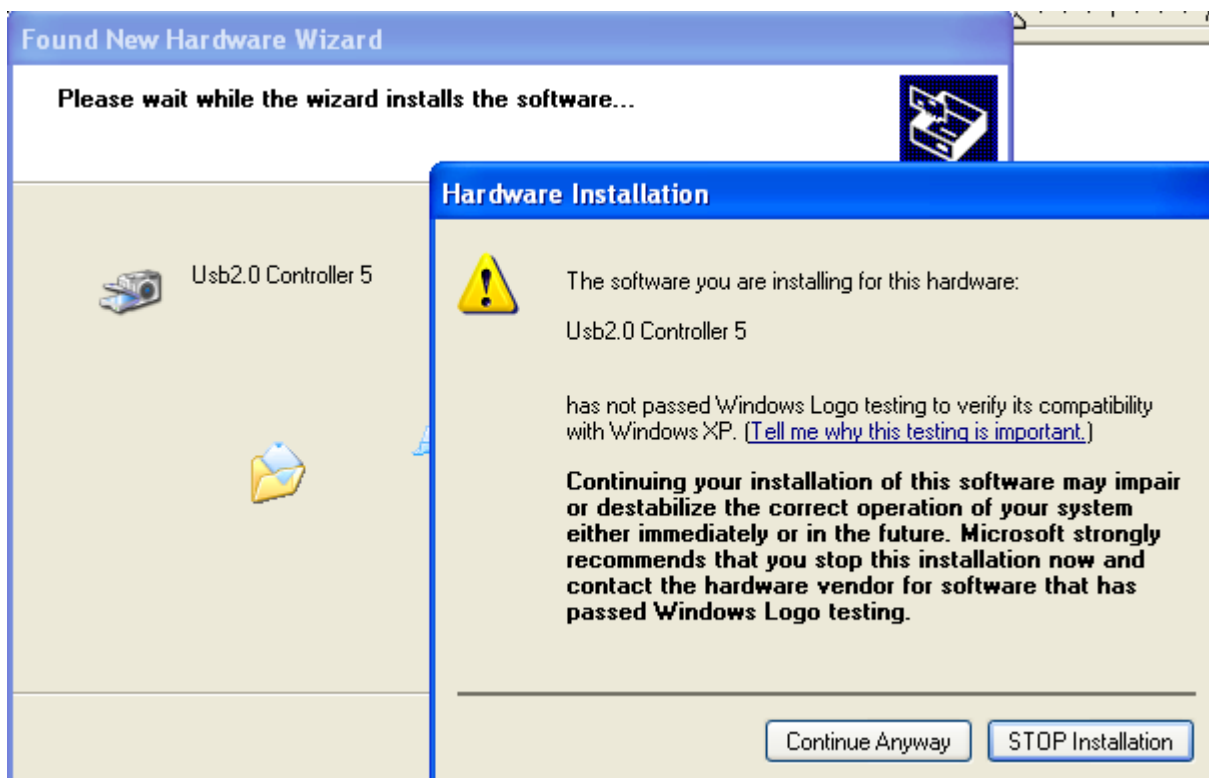 Found New Hardware Wizard
Please wait while the wizard installs the software...
Hardware Installation
Usb2.0 Controller 5
The software you are installing for this hardware:
Usb2.0 Controller 5
has not passed Windows Logo testing to verify its compatibility
with Windows XP. (Tell me why this testing is important.)
Continuing your installation of this software may impair
or destabilize the correct operation of your system
either immediately or in the future. Microsoft strongly
recommends that you stop this installation now and
contact the hardware vendor for software that has
passed Windows Logo testing.
Continue Anyway
STOP Installation